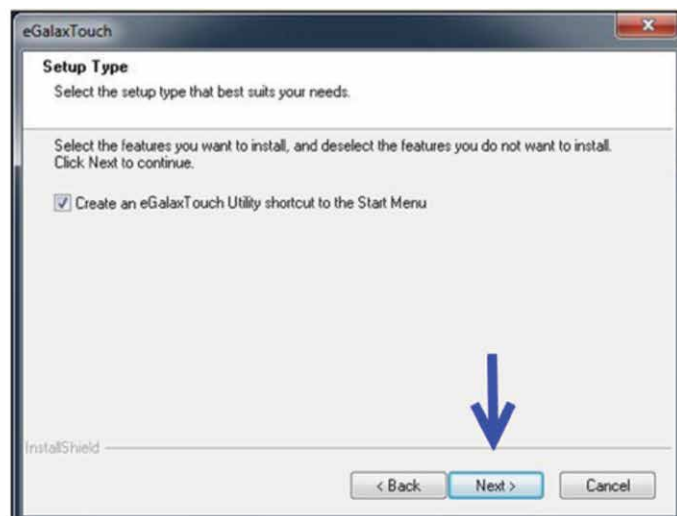 eGalaxTouch
Setup Type
Select the setup type that best suits your needs.
Select the features you want to install, and deselect the features you do not want to install.
Click Next to continue.
Create an eGalaxTouch Utility shortcut to the Start Menu
InstallShield
< Back
Next >
Cancel